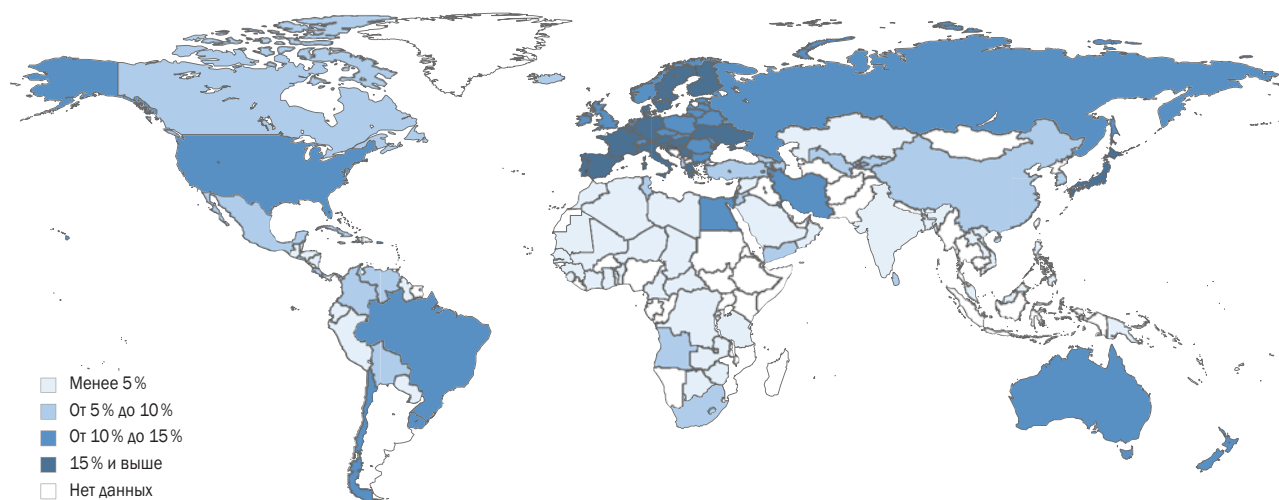 Менее 5 %
От 5 % до 10 %
От 10 % до 15 %
15 % и выше
Нет данных